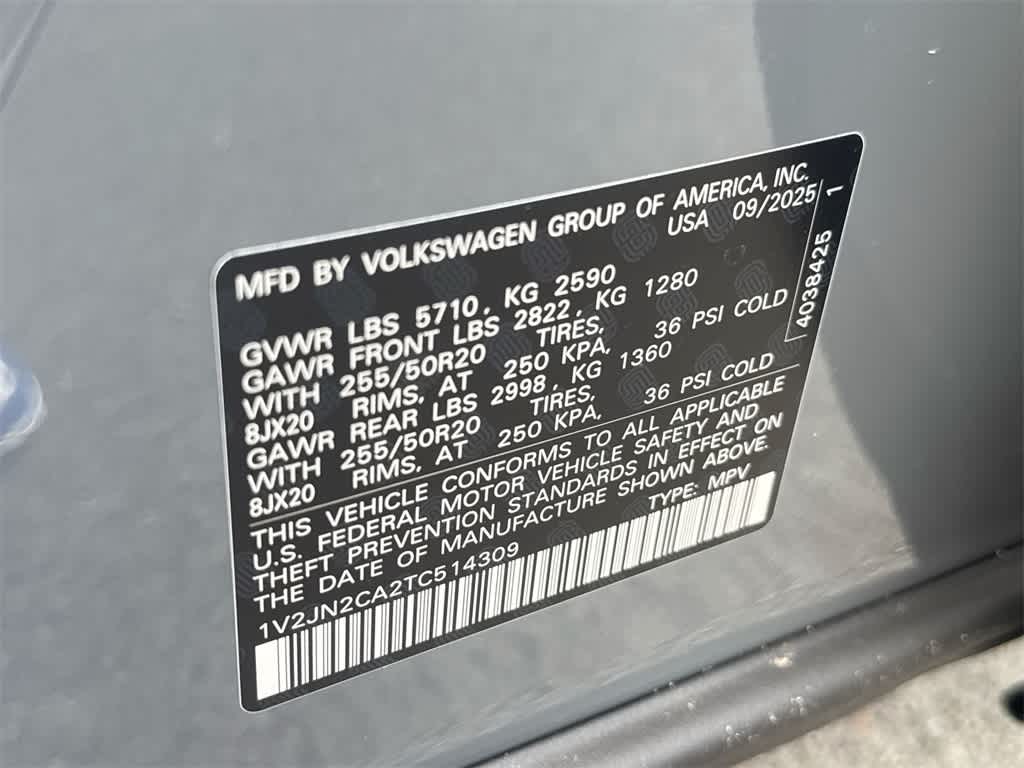 MFD BY VOLKSWAGEN GROUP OF AMERICA, INC.
USA 09/2025
GVWR LBS 5710, KG 2590
GAWR FRONT LBS 2822, KG 1280
WITH 255/50R20 TIRES,
8JX20 RIMS, AT 250 KPA, 36 PSI COLD
GAWR REAR LBS 2998, KG 1360
WITH 255/50R20 TIRES,
8JX20 RIMS, AT 250 KPA, 36 PSI COLD
THIS VEHICLE CONFORMS TO ALL APPLICABLE
U.S. FEDERAL MOTOR VEHICLE SAFETY AND
THEFT PREVENTION STANDARDS IN EFFECT ON
THE DATE OF MANUFACTURE SHOWN ABOVE.
1V2JN2CA2TC514309 TYPE: MPV
4038425 1